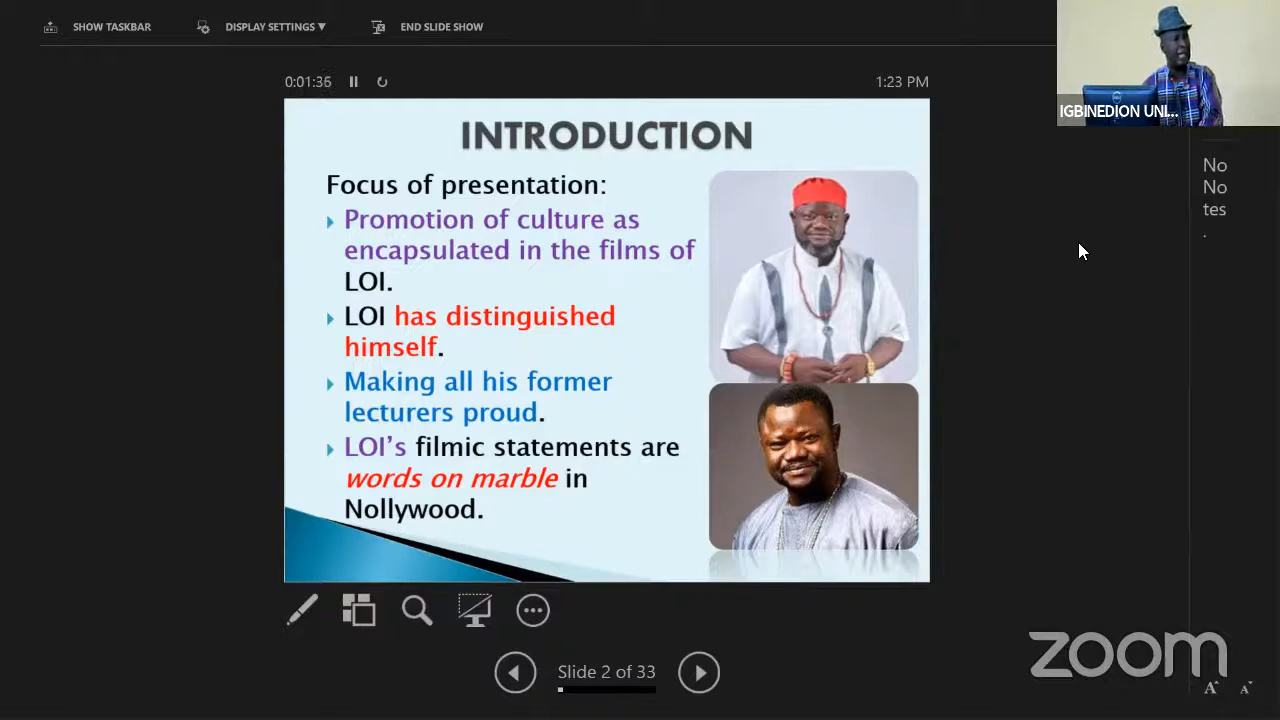 SHOW TASKBAR
DISPLAY SETTINGS ▼
END SLIDE SHOW
IGBINEDION UNI...
0:01:36
1:23 PM
INTRODUCTION
Focus of presentation:
Promotion of culture as
encapsulated in the films of
LOI.
LOI has distinguished
himself.
Making all his former
lecturers proud.
LOI’s filmic statements are
words on marble in
Nollywood.
No
No
tes
.
Slide 2 of 33
zoom
A
A